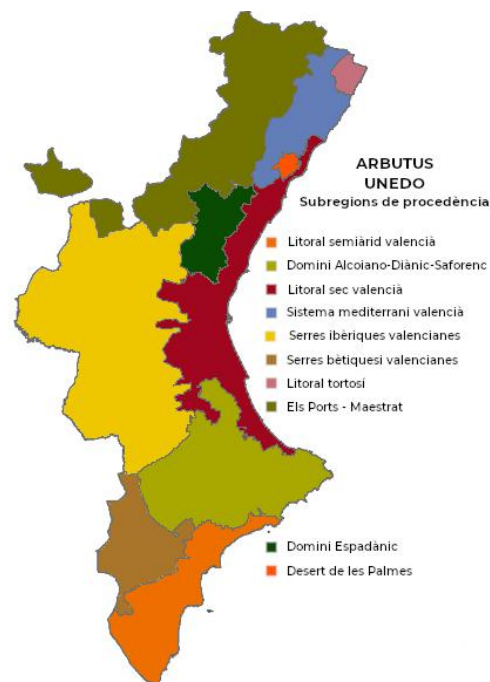 ARBUTUS
UNEDO
Subregions de procedència
Litoral semiàrid valencià
Domini Alcoiano-Diànic-Saforenc
Litoral sec valencià
Sistema mediterrani valencià
Serres ibèriques valencianes
Serres bètiquesi valencianes
Litoral tortosí
Els Ports - Maestrat
Domini Espadànic
Desert de les Palmes